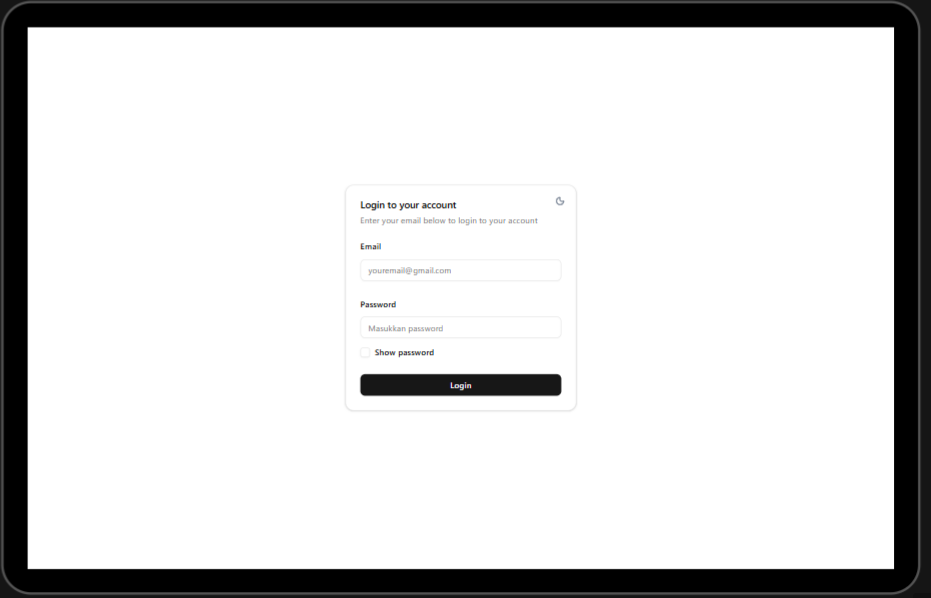 Login to your account
Enter your email below to login to your account
Email
youremail@gmail.com
Password
Masukkan password
Show password
Login